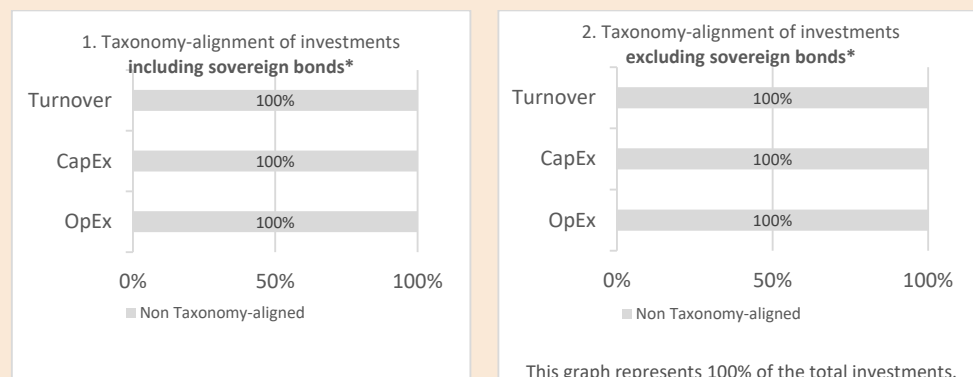 1. Taxonomy-alignment of investments
including sovereign bonds*
Turnover
100%
CapEx
100%
OpEx
100%
0% 50% 100%
Non Taxonomy-aligned
2. Taxonomy-alignment of investments
excluding sovereign bonds*
Turnover
100%
CapEx
100%
OpEx
100%
0% 50% 100%
Non Taxonomy-aligned
This graph represents 100% of the total investments.